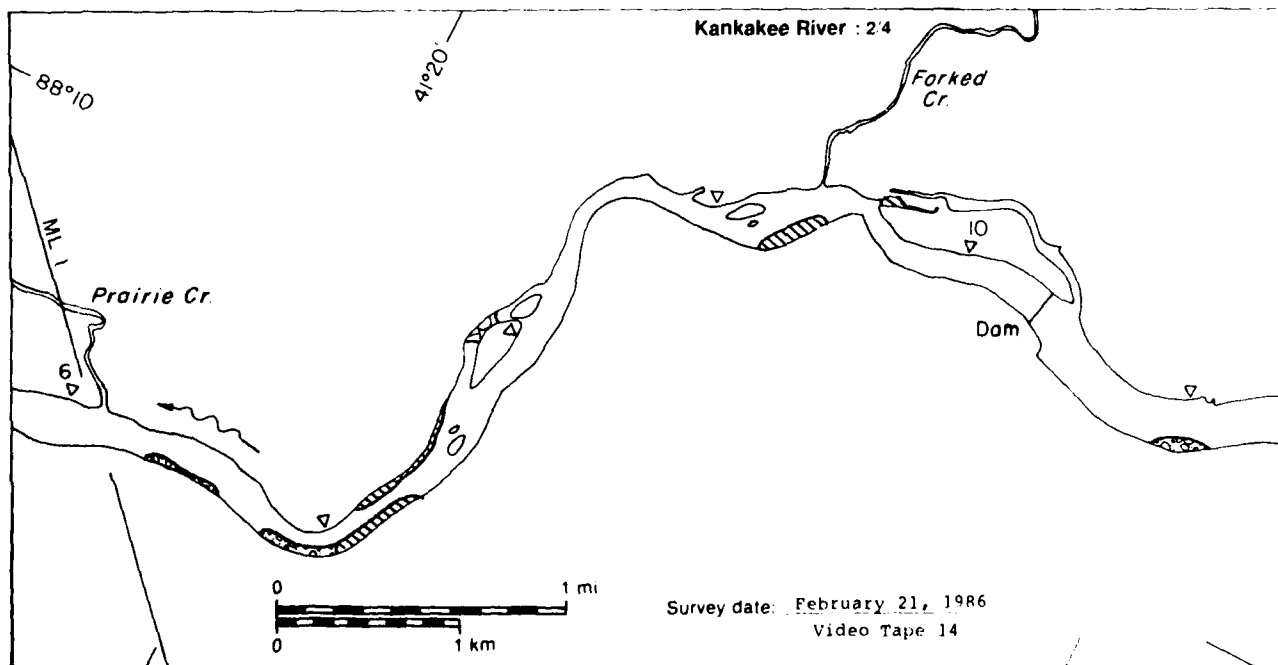 Kankakee River : 2/4
88°10'
41°20'
Forked
Cr.
ML 1
10
Prairie Cr.
Dam
6
0 1 mi
0 1 km
Survey date: February 21, 1986
Video Tape 14